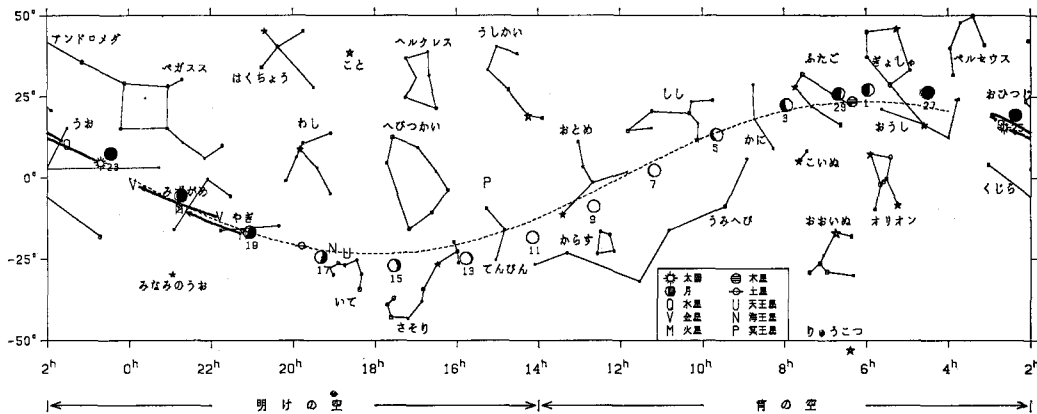 50°
25°
0°
-25°
-50°
アンドロメダ
ペガスス
うお
はくちょう
こと
ヘルクレス
うしかい
わし
へびつかい
おとめ
しし
ふたご
ぎょしゃ
ペルセウス
おひつじ
おうし
かに
こいぬ
オリオン
くじら
みずがめ
やぎ
みなみのうお
いて
さそり
てんびん
からす
うみへび
おおいぬ
りゅうこつ
Q
23
V
M
V
19
17
N
U
15
13
P
11
9
7
5
3
29
1
27
25
太陽
木星
月
土星
Q 水星
U 天王星
V 金星
N 海王星
M 火星
P 冥王星
50°
25°
0°
-25°
-50°
2h 0h 22h 20h 18h 16h 14h 12h 10h 8h 6h 4h 2h
明けの空
宵の空